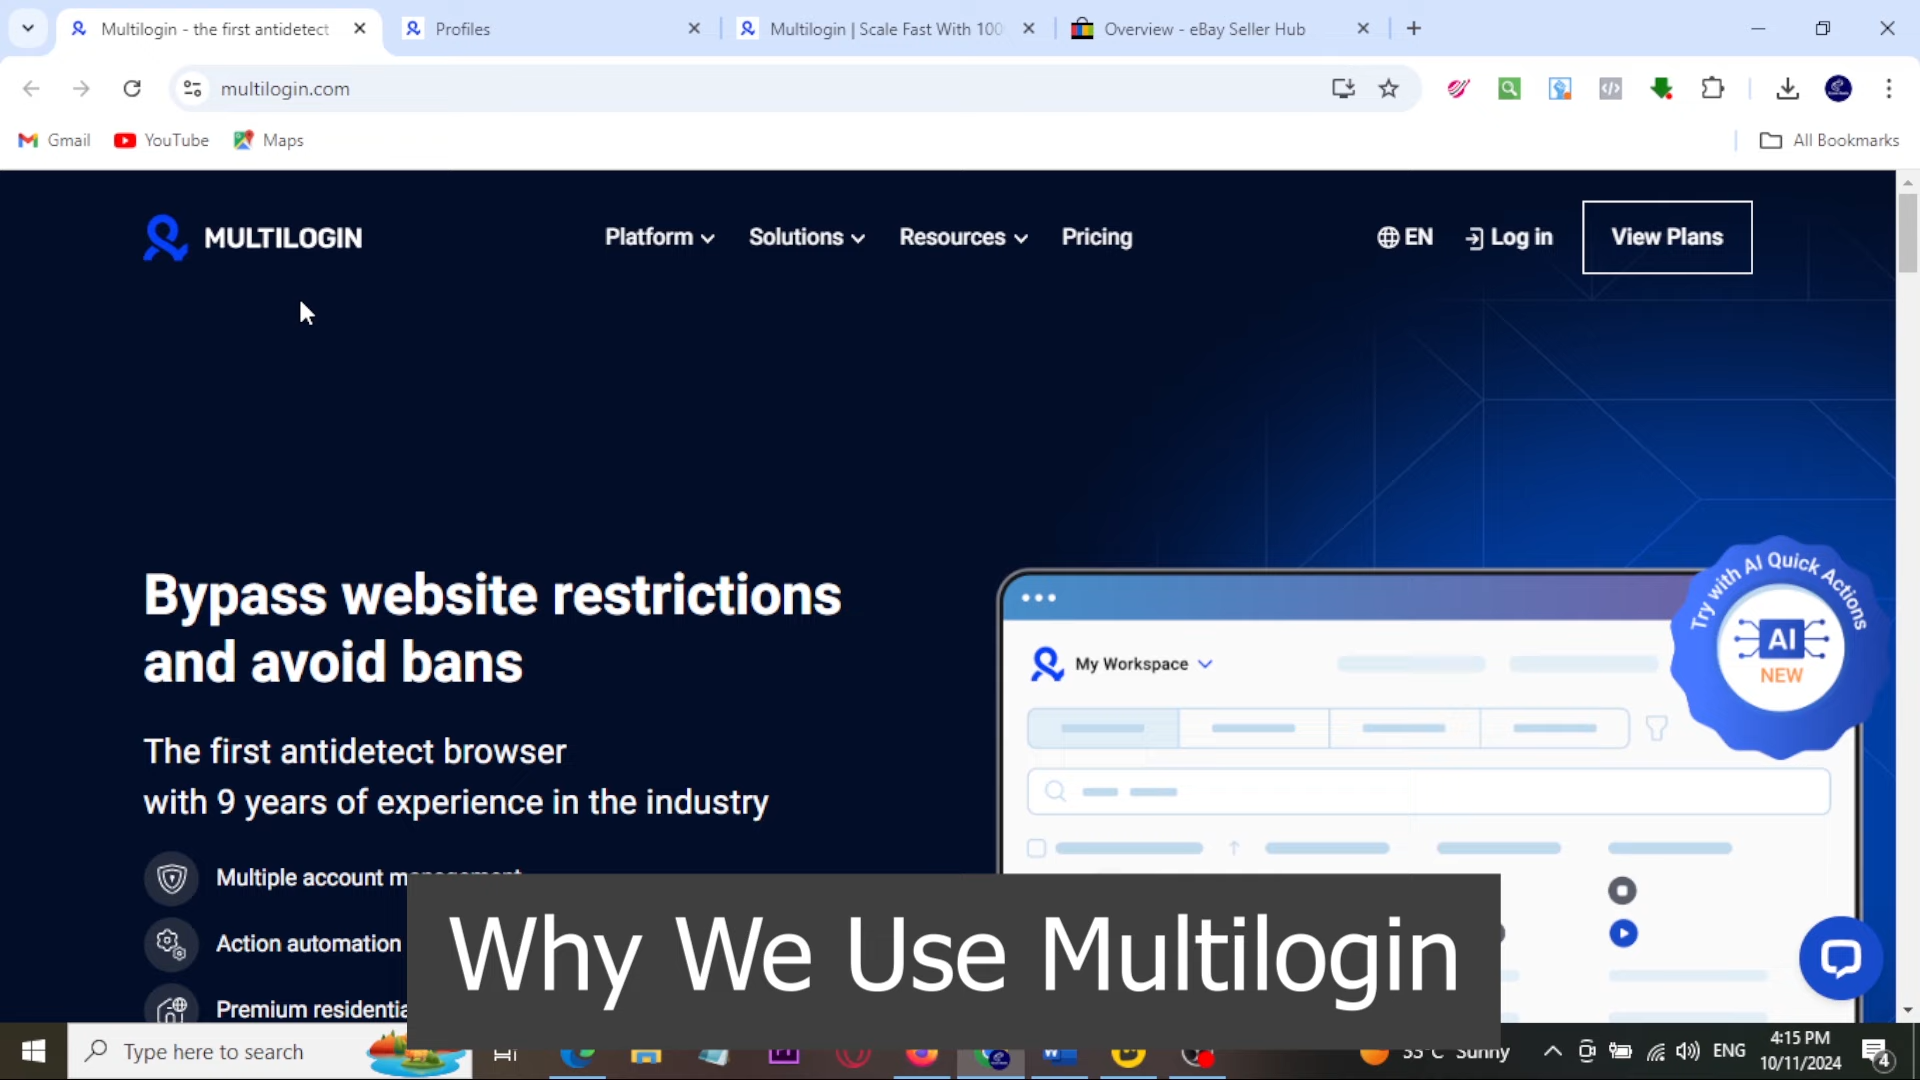 Multilogin - the first antidetect
Profiles
Multilogin | Scale Fast With 100
Overview - eBay Seller Hub
multilogin.com
Gmail
YouTube
Maps
All Bookmarks
MULTILOGIN
Platform
Solutions
Resources
Pricing
EN
Log in
View Plans
Bypass website restrictions
and avoid bans
The first antidetect browser
with 9 years of experience in the industry
Multiple account management
Action automation
Premium residentia
My Workspace
Try with AI Quick Actions
AI
NEW
Why We Use Multilogin
Type here to search
33°C Sunny
ENG
4:15 PM
10/11/2024
4